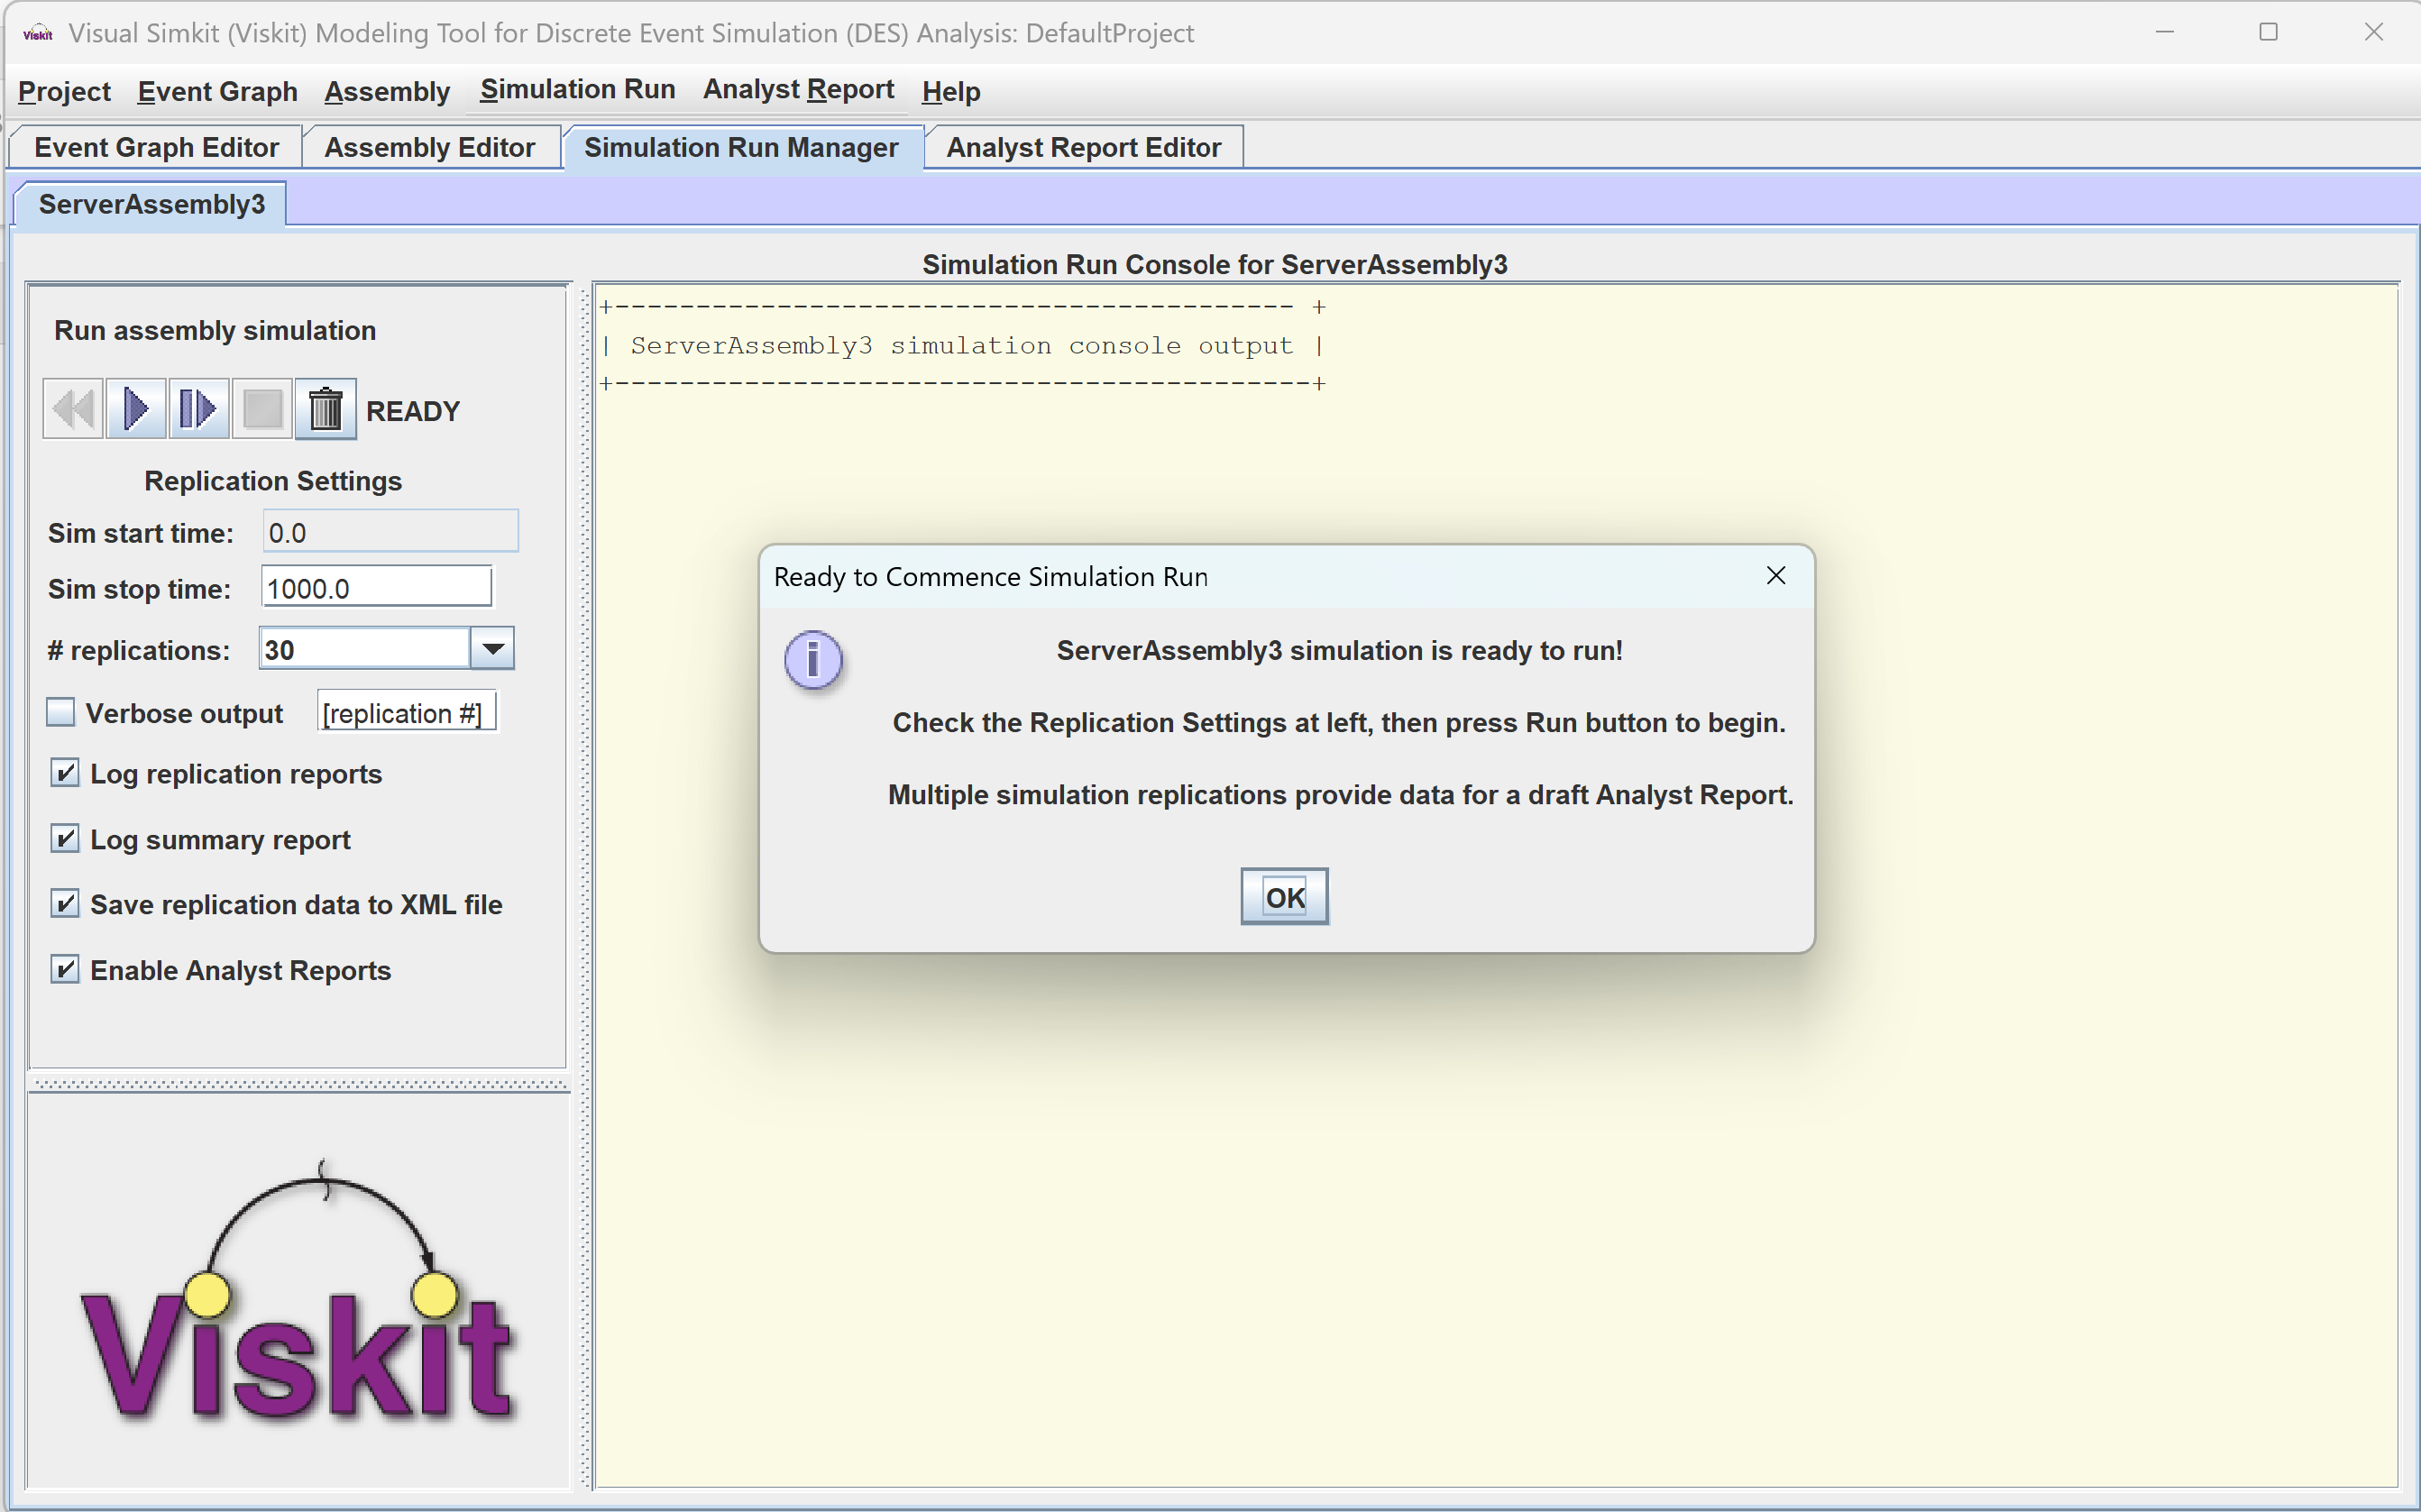 Viskit Visual Simkit (Viskit) Modeling Tool for Discrete Event Simulation (DES) Analysis: DefaultProject
Project Event Graph Assembly Simulation Run Analyst Report Help
Event Graph Editor Assembly Editor Simulation Run Manager Analyst Report Editor
ServerAssembly3
Simulation Run Console for ServerAssembly3
Run assembly simulation
READY
Replication Settings
Sim start time: 0.0
Sim stop time: 1000.0
# replications: 30
Verbose output [replication #]
Log replication reports
Log summary report
Save replication data to XML file
Enable Analyst Reports
Viskit
+------------------------------------------ +
| ServerAssembly3 simulation console output |
+-------------------------------------------+
Ready to Commence Simulation Run
ServerAssembly3 simulation is ready to run!
Check the Replication Settings at left, then press Run button to begin.
Multiple simulation replications provide data for a draft Analyst Report.
OK